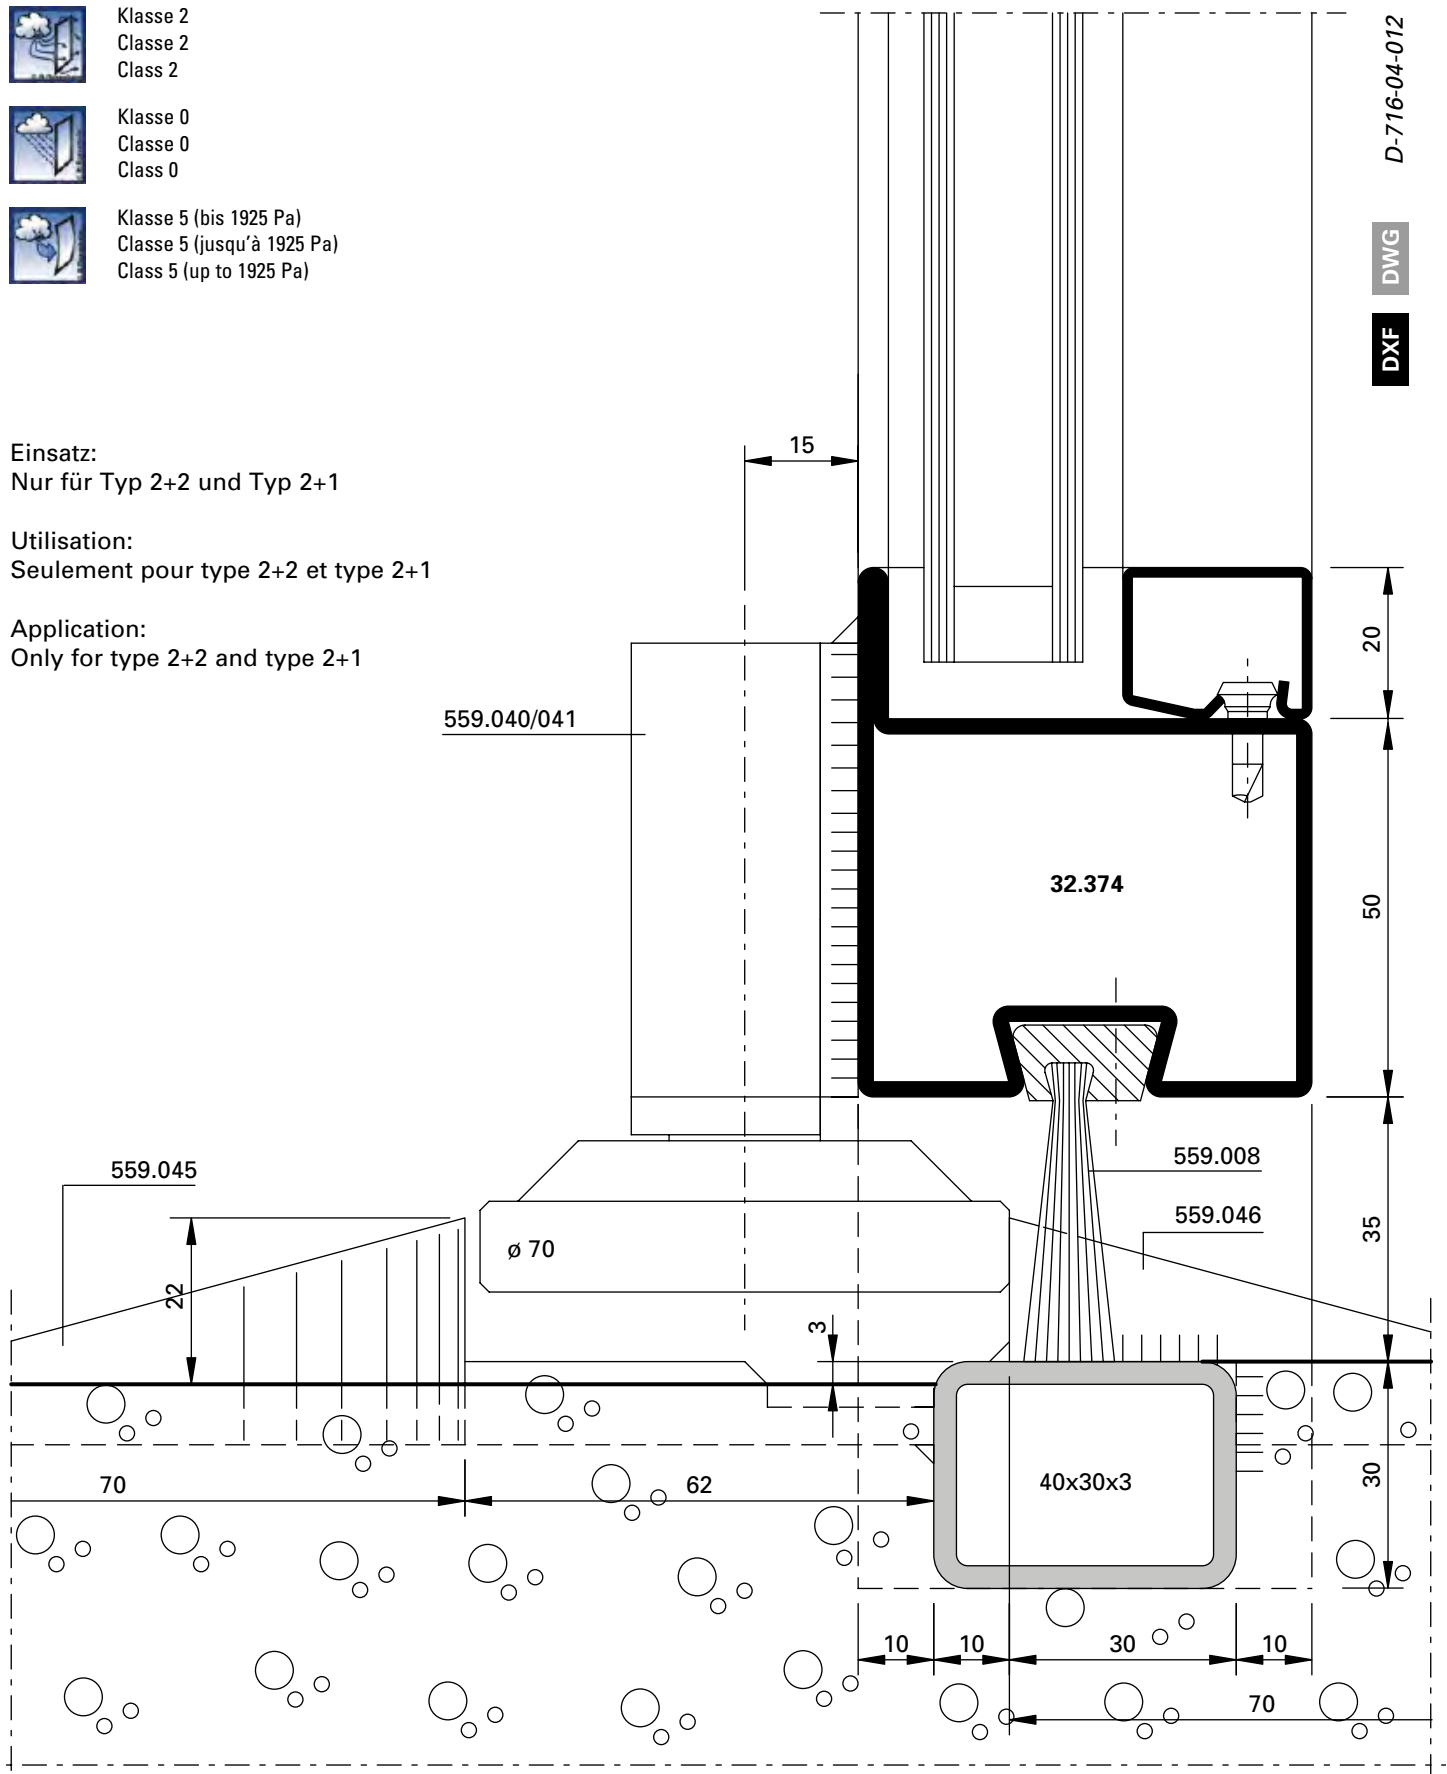 Klasse 2
Classe 2
Class 2
Klasse 0
Classe 0
Class 0
Klasse 5 (bis 1925 Pa)
Classe 5 (jusqu'à 1925 Pa)
Class 5 (up to 1925 Pa)
D-716-04-012
DWG
DXF
Einsatz:
Nur für Typ 2+2 und Typ 2+1
Utilisation:
Seulement pour type 2+2 et type 2+1
Application:
Only for type 2+2 and type 2+1
15
20
559.040/041
32.374
50
559.045
559.008
559.046
22
ø 70
35
3
70
62
40x30x3
30
10
10
30
10
70